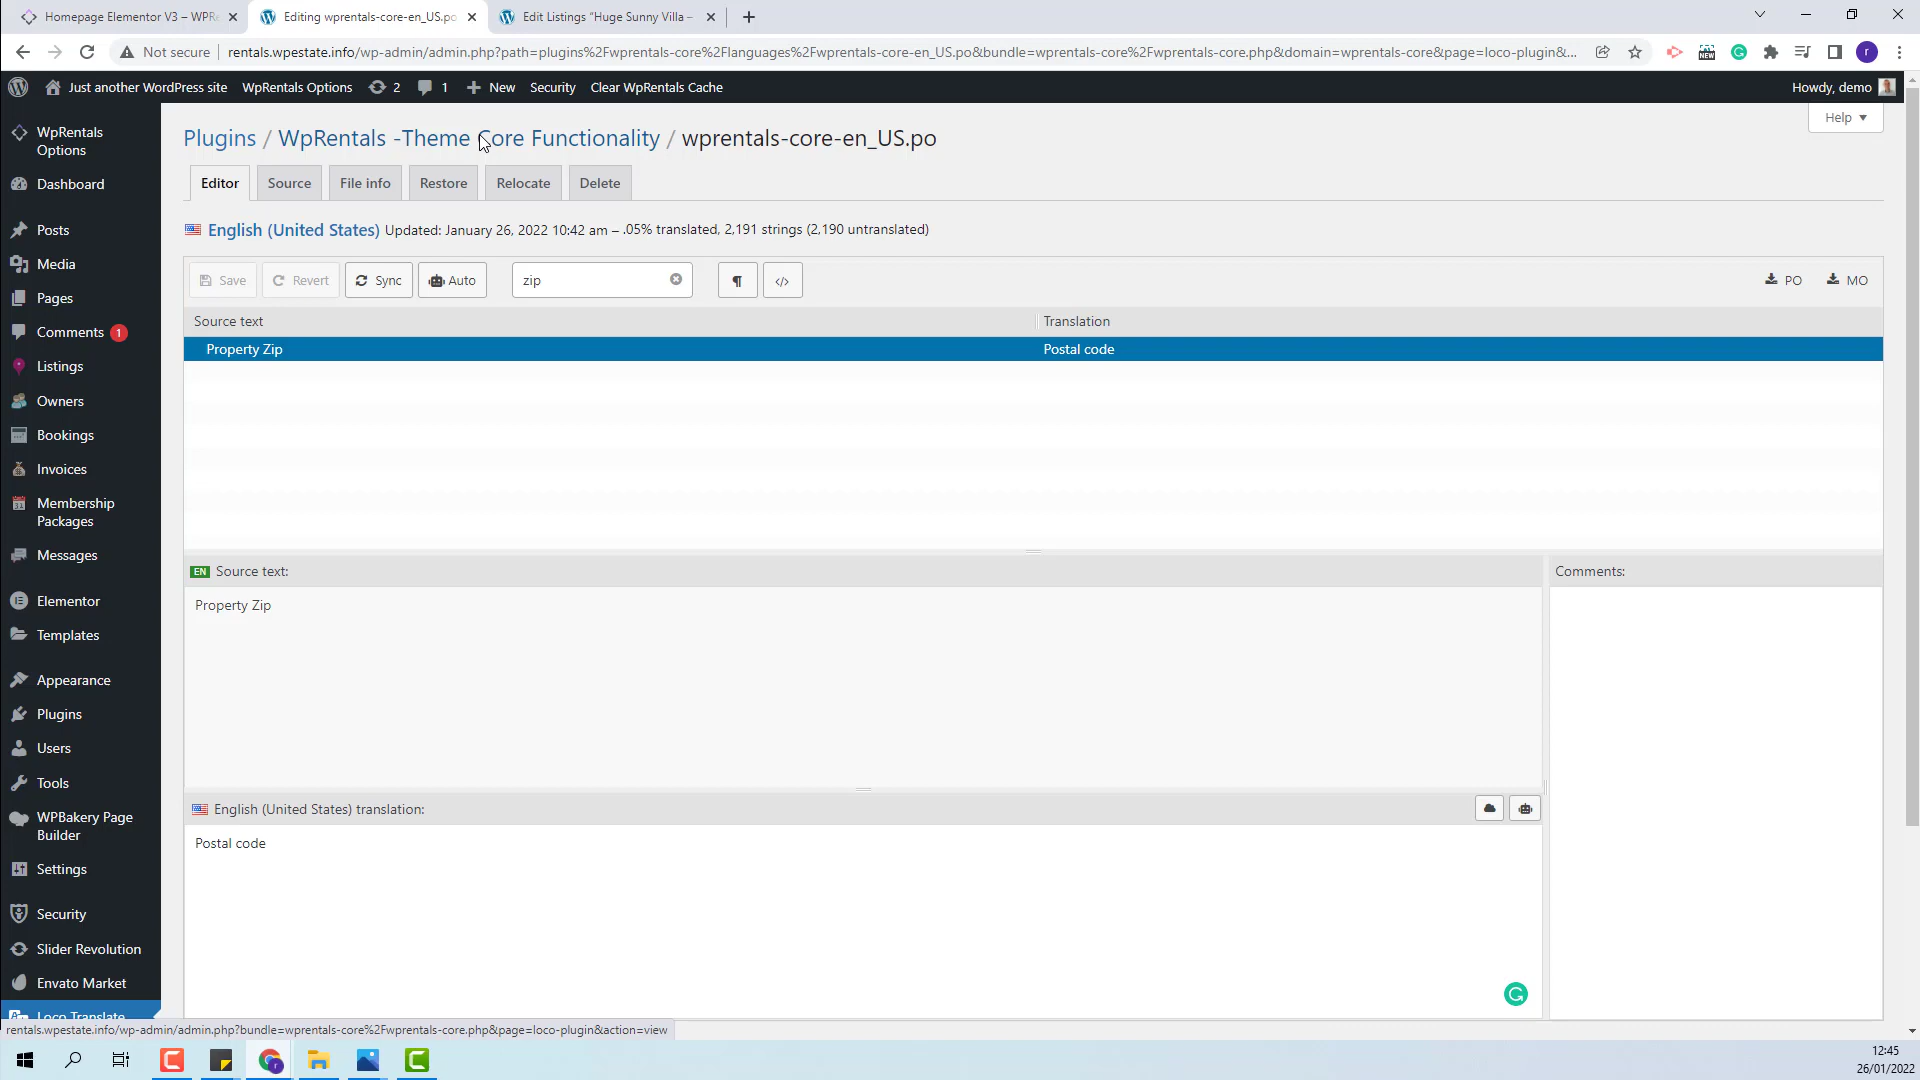 Homepage Elementor V3 – WPRe
Editing wprentals-core-en_US.po
Edit Listings "Huge Sunny Villa –
Not secure
rentals.wpestate.info/wp-admin/admin.php?path=plugins%2Fwprentals-core%2Flanguages%2Fwprentals-core-en_US.po&bundle=wprentals-core%2Fwprentals-core.php&domain=wprentals-core&page=loco-plugin&...
Just another WordPress site
WpRentals Options
2
1
New
Security
Clear WpRentals Cache
Howdy, demo
WpRentals
Options
Dashboard
Posts
Media
Pages
Comments 1
Listings
Owners
Bookings
Invoices
Membership
Packages
Messages
Elementor
Templates
Appearance
Plugins
Users
Tools
WPBakery Page
Builder
Settings
Security
Slider Revolution
Envato Market
Loco Translate
Help
Plugins / WpRentals -Theme Core Functionality / wprentals-core-en_US.po
Editor
Source
File info
Restore
Relocate
Delete
English (United States) Updated: January 26, 2022 10:42 am – .05% translated, 2,191 strings (2,190 untranslated)
Save
Revert
Sync
Auto
zip
¶
</>
PO
MO
Source text
Translation
Property Zip
Postal code
EN Source text:
Comments:
Property Zip
English (United States) translation:
Postal code
rentals.wpestate.info/wp-admin/admin.php?bundle=wprentals-core%2Fwprentals-core.php&page=loco-plugin&action=view
12:45
26/01/2022